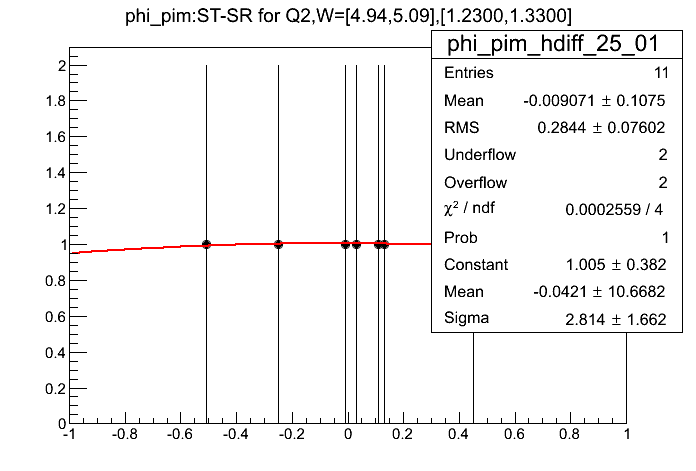 phi_pim:ST-SR for Q2,W=[4.94,5.09],[1.2300,1.3300]
phi_pim_hdiff_25_01
Entries 11
Mean -0.009071 ± 0.1075
RMS 0.2844 ± 0.07602
Underflow 2
Overflow 2
χ² / ndf 0.0002559 / 4
Prob 1
Constant 1.005 ± 0.382
Mean -0.0421 ± 10.6682
Sigma 2.814 ± 1.662
2
1.8
1.6
1.4
1.2
1
0.8
0.6
0.4
0.2
0
-1 -0.8 -0.6 -0.4 -0.2 0 0.2 0.4 0.6 0.8 1